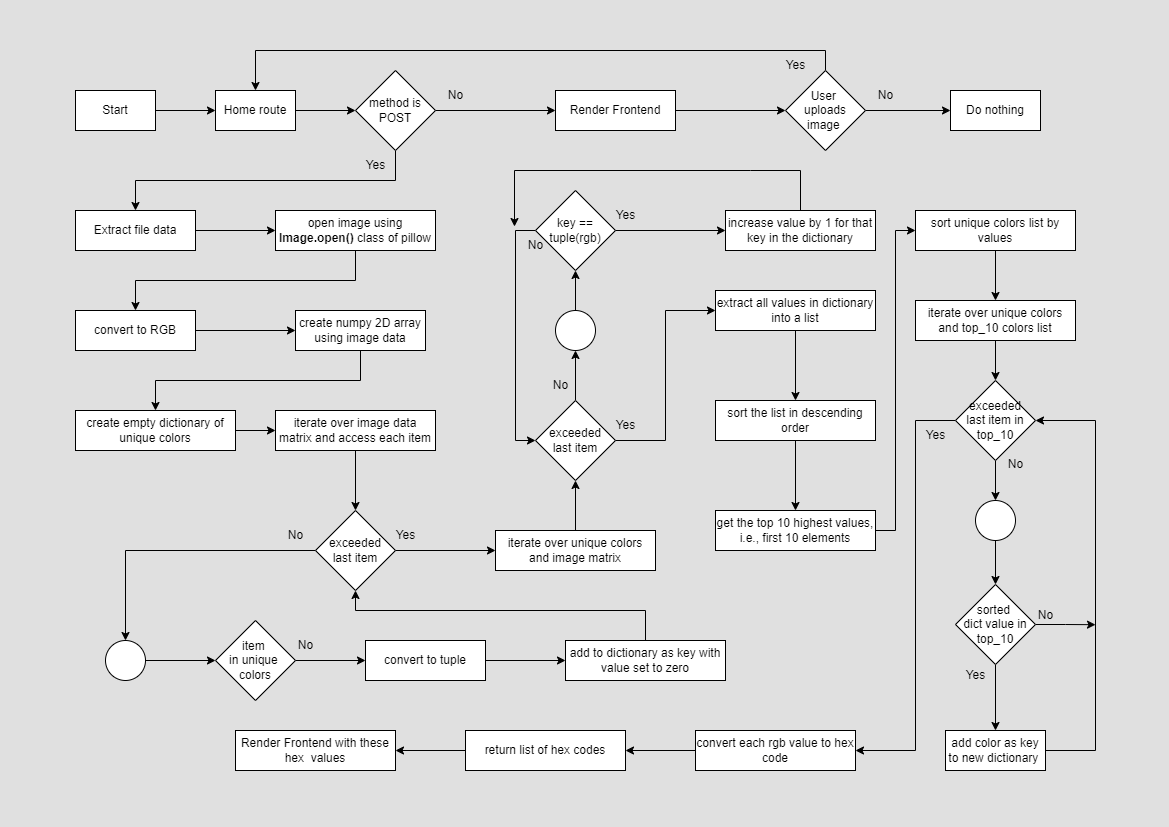 Yes
Start
Home route
method is
POST
No
Render Frontend
User
uploads
image
No
Do nothing
Yes
Extract file data
open image using
Image.open() class of pillow
key ==
tuple(rgb)
Yes
No
increase value by 1 for that
key in the dictionary
sort unique colors list by
values
convert to RGB
create numpy 2D array
using image data
extract all values in dictionary
into a list
iterate over unique colors
and top_10 colors list
No
create empty dictionary of
unique colors
iterate over image data
matrix and access each item
exceeded
last item
Yes
sort the list in descending
order
exceeded
last item in
top_10
Yes
No
No
exceeded
last item
Yes
iterate over unique colors
and image matrix
get the top 10 highest values,
i.e., first 10 elements
sorted
dict value in
top_10
No
Yes
item
in unique
colors
No
convert to tuple
add to dictionary as key with
value set to zero
Render Frontend with these
hex values
return list of hex codes
convert each rgb value to hex
code
add color as key
to new dictionary